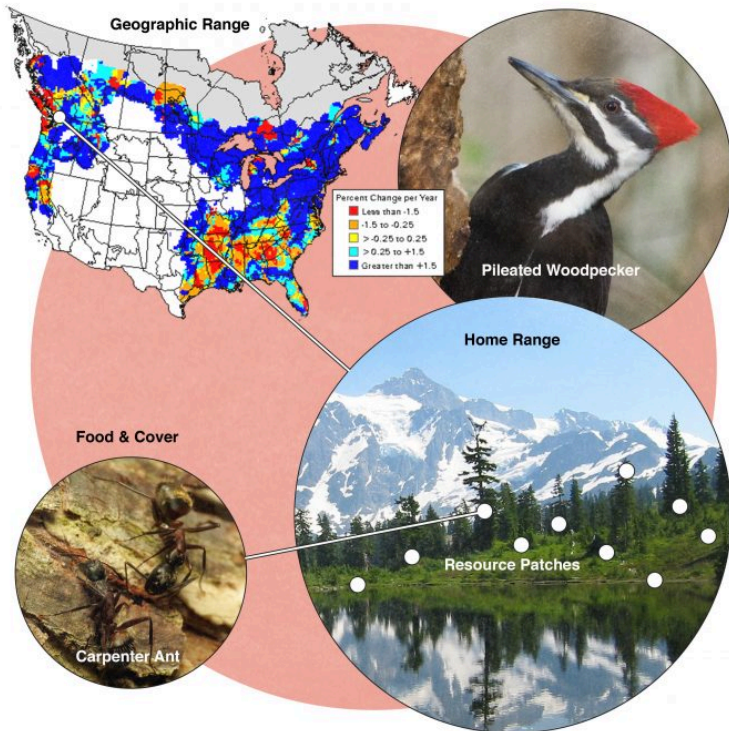 Geographic Range
Percent Change per Year
Less than -1.5
-1.5 to -0.25
> -0.25 to 0.25
> 0.25 to +1.5
Greater than +1.5
Pileated Woodpecker
Home Range
Food & Cover
Resource Patches
Carpenter Ant